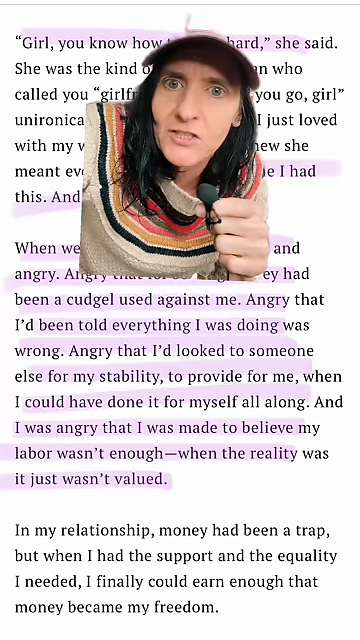 “Girl, you know how hard,” she said.
She was the kind who
called you you go, girl”
I just loved
with my she
meant I had
this. And
When we and
angry. Angry that had
been a cudgel used against me. Angry that
I’d been told everything I was doing was
wrong. Angry that I’d looked to someone
else for my stability, to provide for me, when
I could have done it for myself all along. And
I was angry that I was made to believe my
labor wasn’t enough—when the reality was
it just wasn’t valued.
In my relationship, money had been a trap,
but when I had the support and the equality
I needed, I finally could earn enough that
money became my freedom.